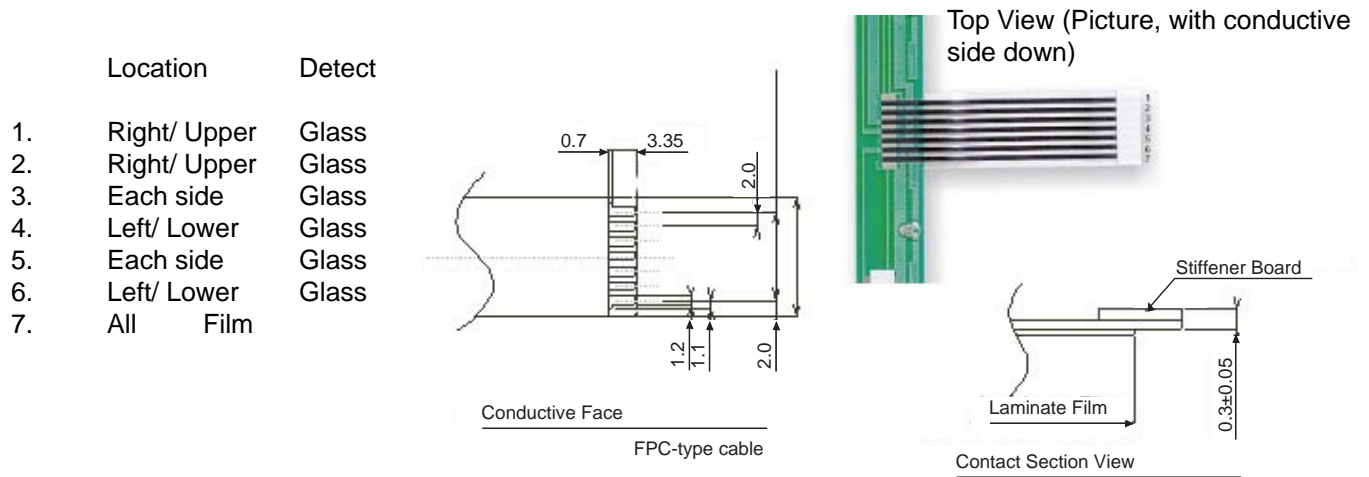 Location Detect
1. Right/ Upper Glass
2. Right/ Upper Glass
3. Each side Glass
4. Left/ Lower Glass
5. Each side Glass
6. Left/ Lower Glass
7. All Film
0.7 3.35
2.0
1.2
1.1
2.0
Conductive Face
FPC-type cable
Top View (Picture, with conductive
side down)
1
2
3
4
5
6
7
Stiffener Board
Laminate Film
0.3±0.05
Contact Section View